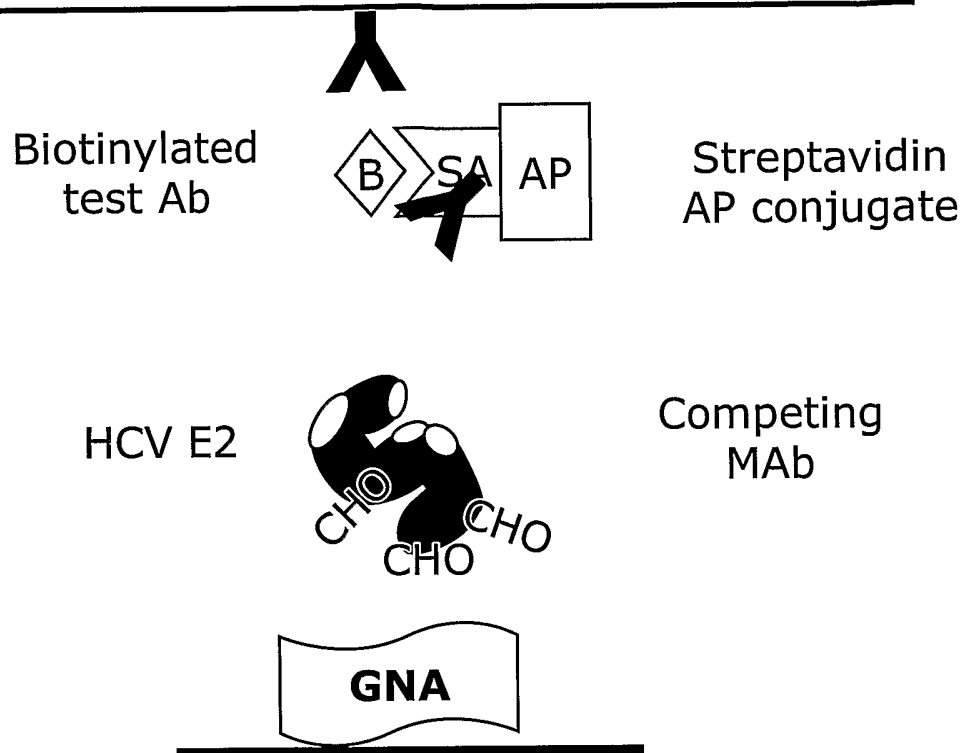 Biotinylated
test Ab
B
SA
AP
Streptavidin
AP conjugate
HCV E2
Competing
MAb
CHO
CHO
CHO
GNA